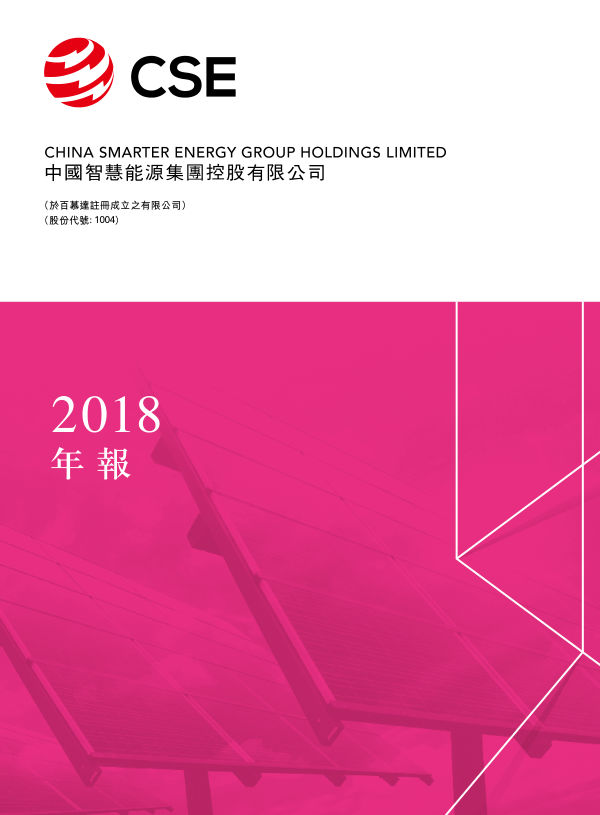 CSE
CHINA SMARTER ENERGY GROUP HOLDINGS LIMITED
中國智慧能源集團控股有限公司
(於百慕達註冊成立之有限公司)
(股份代號: 1004)
2018
年報